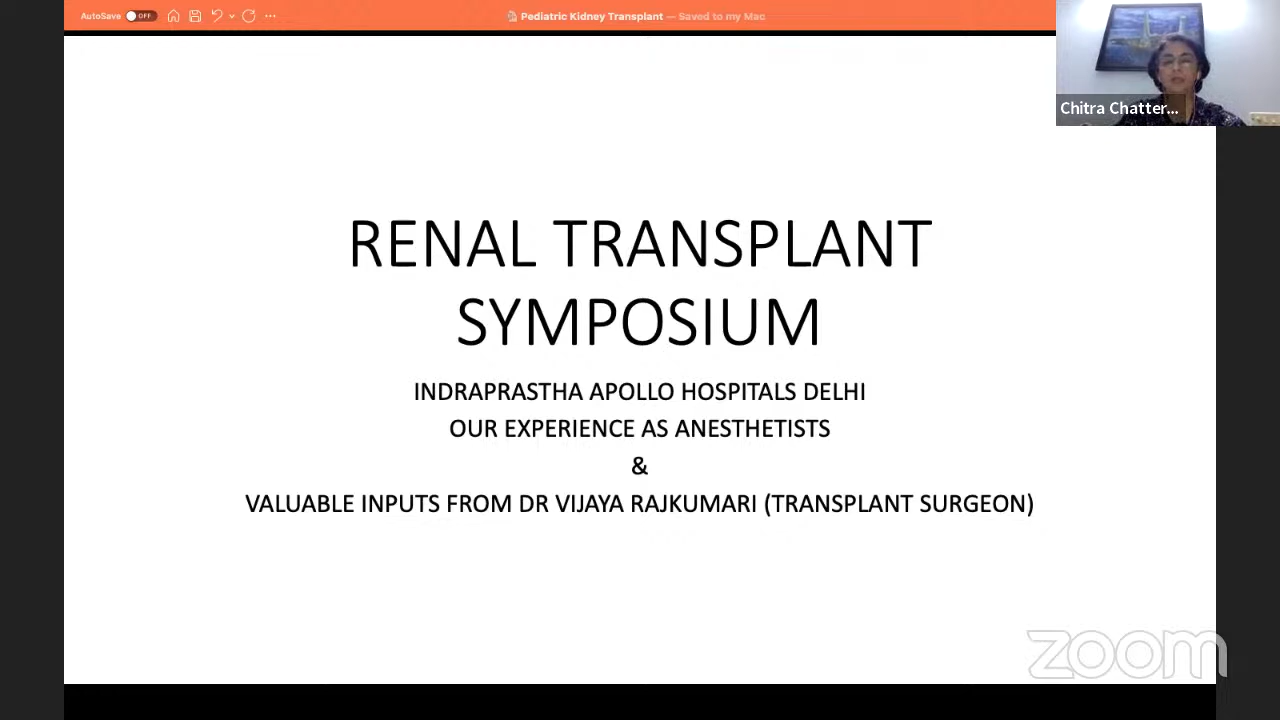 AutoSave OFF
Pediatric Kidney Transplant — Saved to my Mac
Chitra Chatter...
RENAL TRANSPLANT
SYMPOSIUM
INDRAPRASTHA APOLLO HOSPITALS DELHI
OUR EXPERIENCE AS ANESTHETISTS
&
VALUABLE INPUTS FROM DR VIJAYA RAJKUMARI (TRANSPLANT SURGEON)
zoom